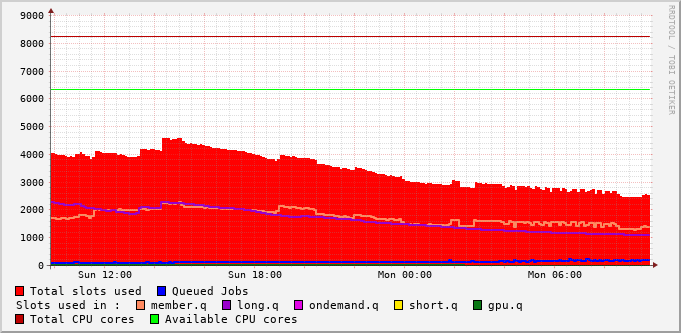 9000
8000
7000
6000
5000
4000
3000
2000
1000
0
Sun 12:00 Sun 18:00 Mon 00:00 Mon 06:00
Total slots used Queued Jobs
Slots used in : member.q long.q ondemand.q short.q gpu.q
Total CPU cores Available CPU cores
RRDTOOL / TOBI OETIKER